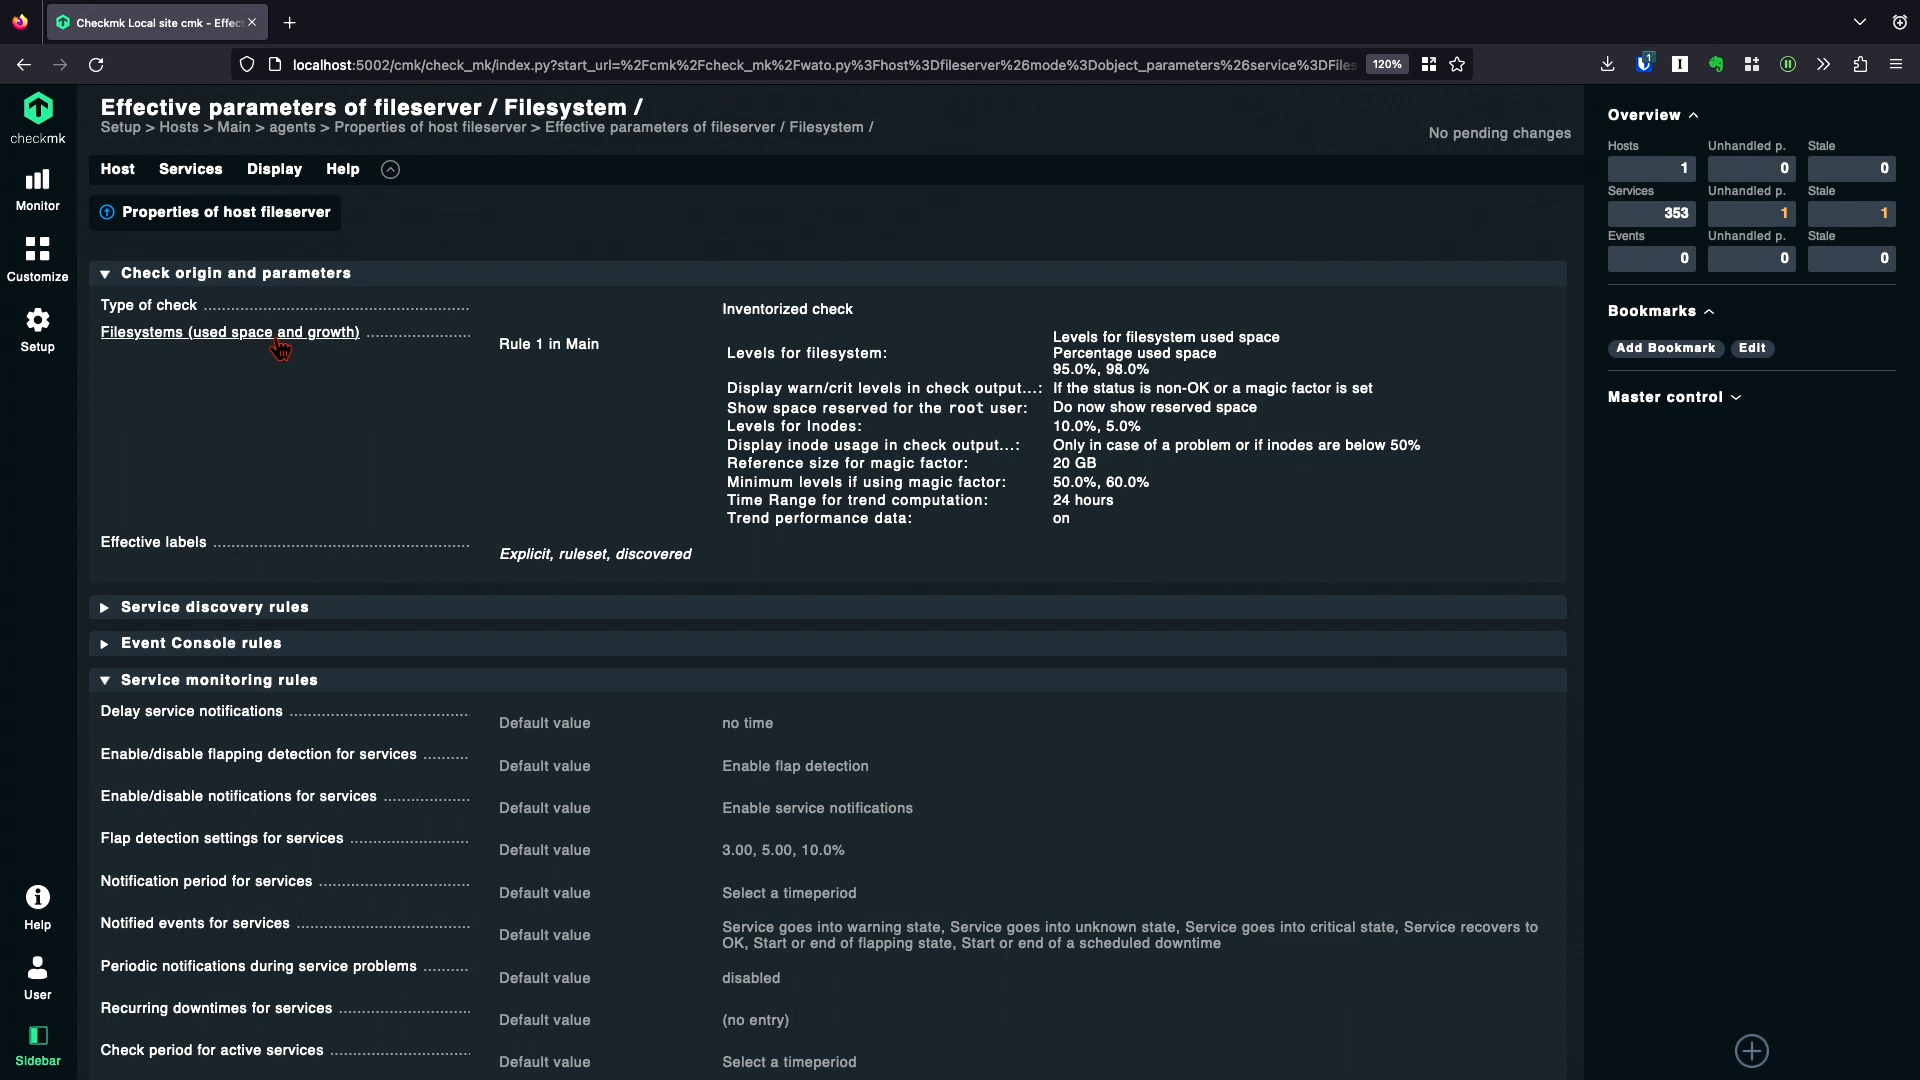 Checkmk Local site cmk - Effec
localhost:5002/cmk/check_mk/index.py?start_url=%2Fcmk%2Fcheck_mk%2Fwato.py%3Fhost%3Dfileserver%26mode%3Dobject_parameters%26service%3DFiles
120%
1
checkmk
Monitor
Customize
Setup
Help
User
Sidebar
Effective parameters of fileserver / Filesystem /
Setup > Hosts > Main > agents > Properties of host fileserver > Effective parameters of fileserver / Filesystem /
No pending changes
Host Services Display Help
Properties of host fileserver
Check origin and parameters
Type of check Inventorized check
Filesystems (used space and growth) Rule 1 in Main
Levels for filesystem: Levels for filesystem used space
Percentage used space
95.0%, 98.0%
Display warn/crit levels in check output...: If the status is non-OK or a magic factor is set
Show space reserved for the root user: Do now show reserved space
Levels for Inodes: 10.0%, 5.0%
Display inode usage in check output...: Only in case of a problem or if inodes are below 50%
Reference size for magic factor: 20 GB
Minimum levels if using magic factor: 50.0%, 60.0%
Time Range for trend computation: 24 hours
Trend performance data: on
Effective labels Explicit, ruleset, discovered
Service discovery rules
Event Console rules
Service monitoring rules
Delay service notifications Default value no time
Enable/disable flapping detection for services Default value Enable flap detection
Enable/disable notifications for services Default value Enable service notifications
Flap detection settings for services Default value 3.00, 5.00, 10.0%
Notification period for services Default value Select a timeperiod
Notified events for services Default value Service goes into warning state, Service goes into unknown state, Service goes into critical state, Service recovers to
OK, Start or end of flapping state, Start or end of a scheduled downtime
Periodic notifications during service problems Default value disabled
Recurring downtimes for services Default value (no entry)
Check period for active services Default value Select a timeperiod
Overview
Hosts Unhandled p. Stale
1 0 0
Services Unhandled p. Stale
353 1 1
Events Unhandled p. Stale
0 0 0
Bookmarks
Add Bookmark Edit
Master control